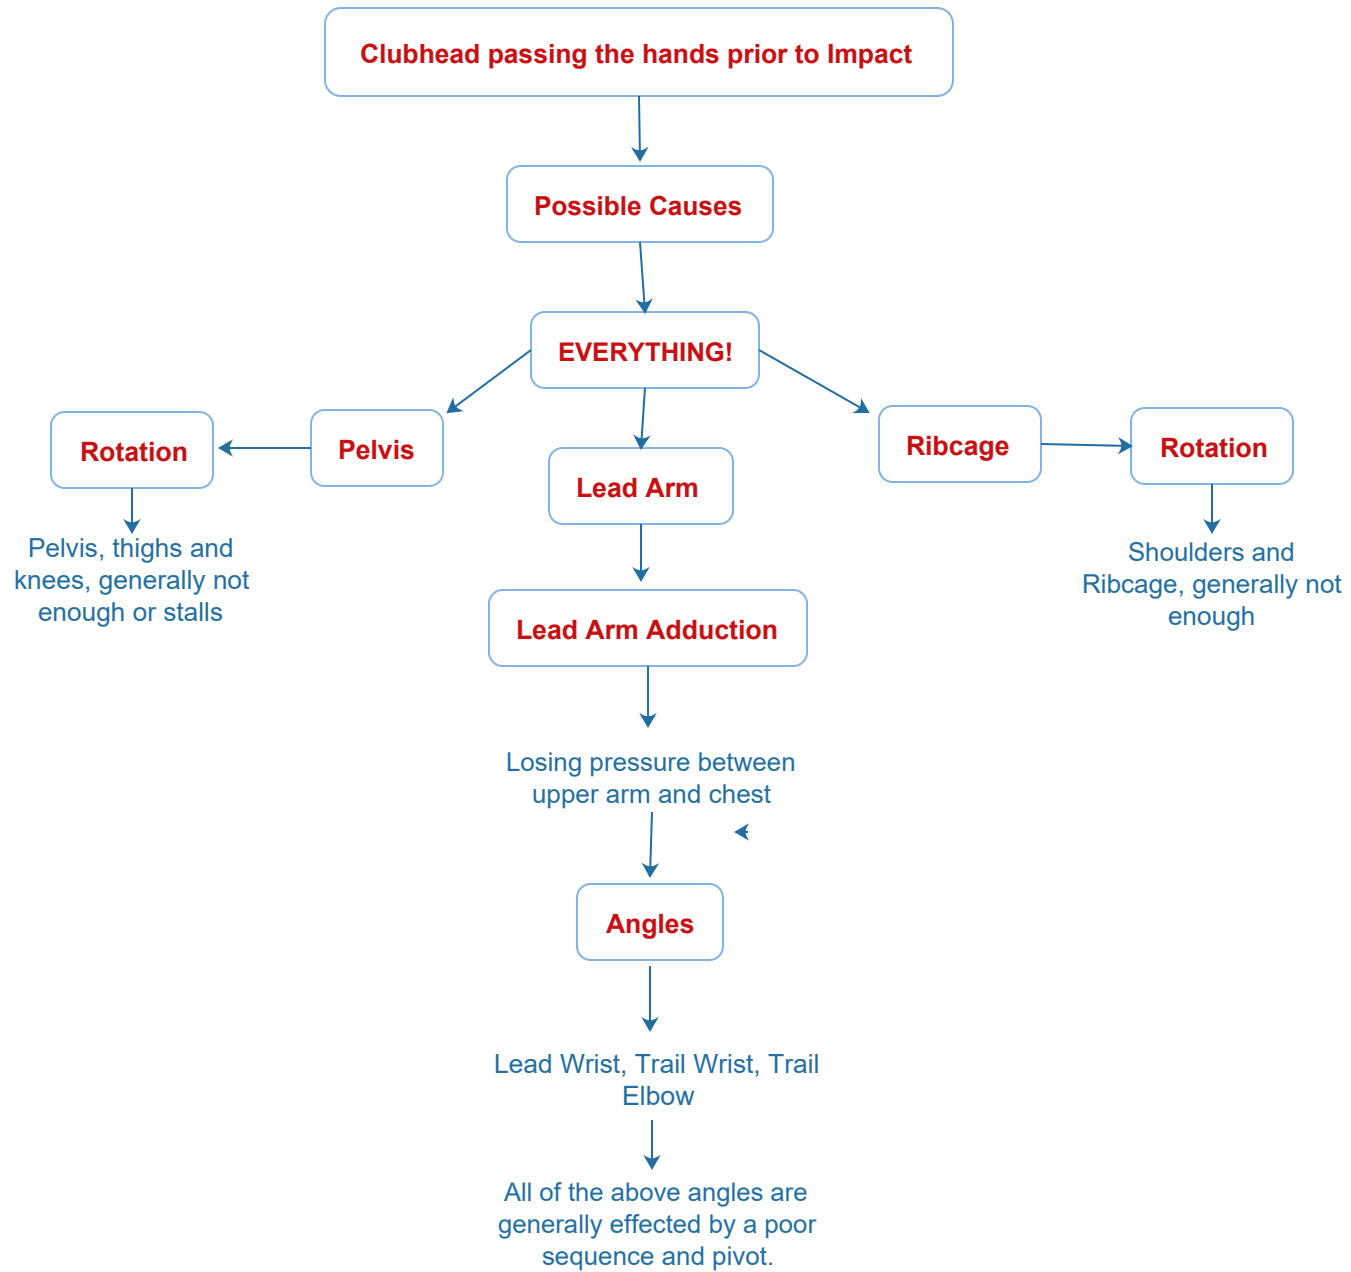 Clubhead passing the hands prior to Impact
Possible Causes
EVERYTHING!
Rotation
Pelvis
Lead Arm
Ribcage
Rotation
Pelvis, thighs and
knees, generally not
enough or stalls
Shoulders and
Ribcage, generally not
enough
Lead Arm Adduction
Losing pressure between
upper arm and chest
Angles
Lead Wrist, Trail Wrist, Trail
Elbow
All of the above angles are
generally effected by a poor
sequence and pivot.